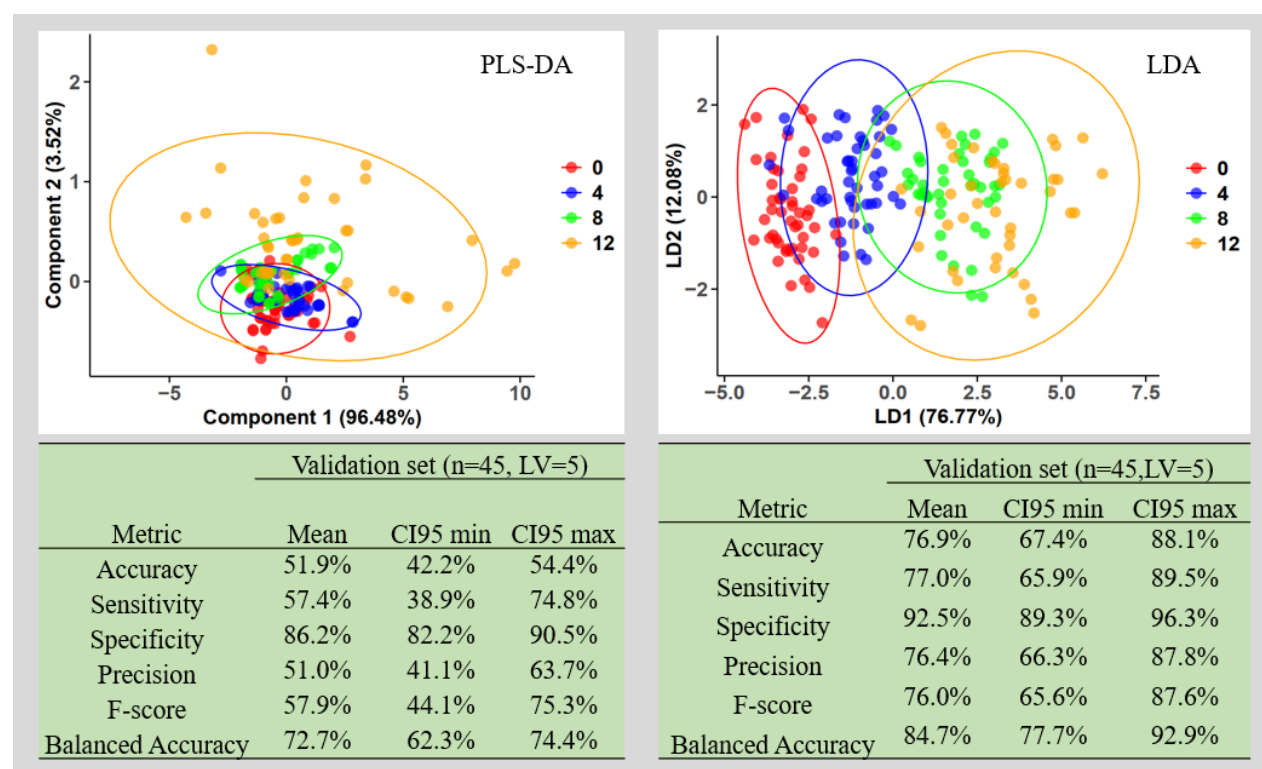 PLS-DA
2
1
0
Component 2 (3.52%)
−5
0
5
10
Component 1 (96.48%)
0
4
8
12
LDA
2
0
−2
LD2 (12.08%)
−5.0
−2.5
0.0
2.5
5.0
7.5
LD1 (76.77%)
0
4
8
12
Validation set (n=45, LV=5)
Metric Mean CI95 min CI95 max
Accuracy 51.9% 42.2% 54.4%
Sensitivity 57.4% 38.9% 74.8%
Specificity 86.2% 82.2% 90.5%
Precision 51.0% 41.1% 63.7%
F-score 57.9% 44.1% 75.3%
Balanced Accuracy 72.7% 62.3% 74.4%
Validation set (n=45,LV=5)
Metric Mean CI95 min CI95 max
Accuracy 76.9% 67.4% 88.1%
Sensitivity 77.0% 65.9% 89.5%
Specificity 92.5% 89.3% 96.3%
Precision 76.4% 66.3% 87.8%
F-score 76.0% 65.6% 87.6%
Balanced Accuracy 84.7% 77.7% 92.9%